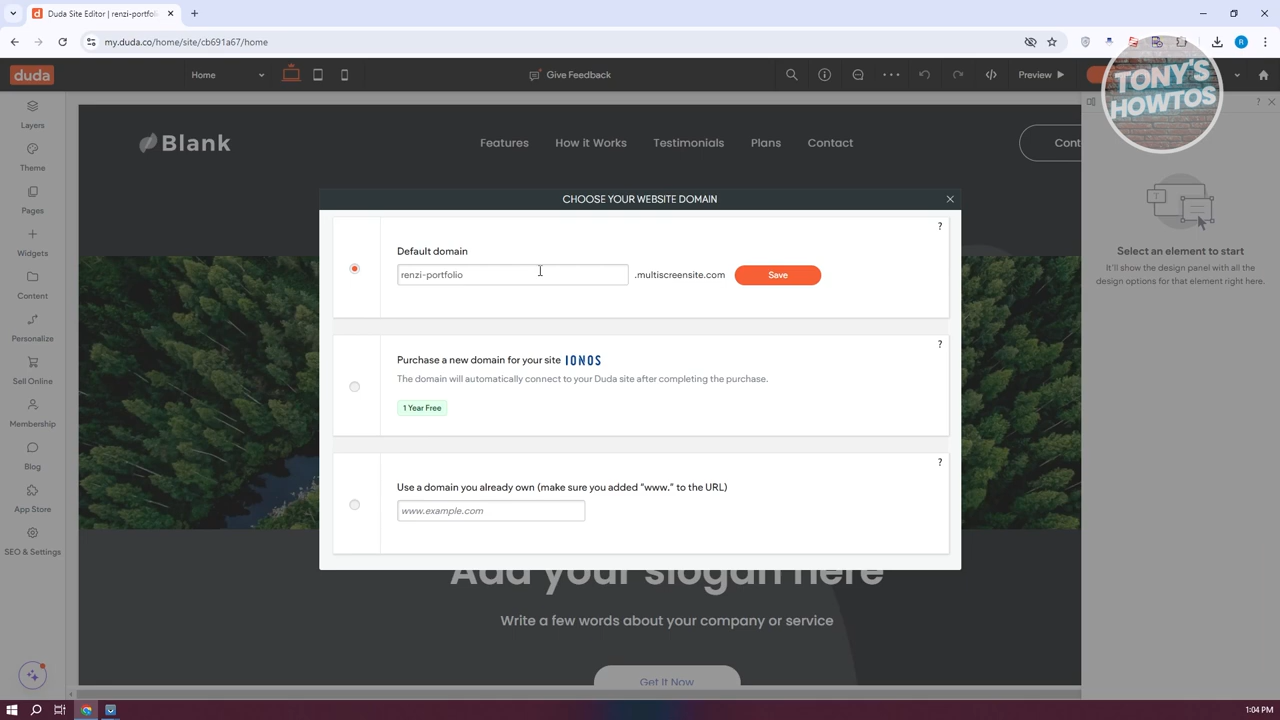 Duda Site Editor | renzi-portfo
my.duda.co/home/site/cb691a67/home
R
duda
Home
Give Feedback
Preview
TONY'S
HOWTOS
Layers
Theme
Pages
Widgets
Content
Personalize
Sell Online
Membership
Blog
App Store
SEO & Settings
Blank
Features
How it Works
Testimonials
Plans
Contact
Cont
CHOOSE YOUR WEBSITE DOMAIN
?
Default domain
renzi-portfolio
.multiscreensite.com
Save
?
Purchase a new domain for your site IONOS
The domain will automatically connect to your Duda site after completing the purchase.
1 Year Free
?
Use a domain you already own (make sure you added "www." to the URL)
www.example.com
Add your slogan here
Write a few words about your company or service
Get It Now
?
T
Select an element to start
It'll show the design panel with all the
design options for that element right here.
1:04 PM